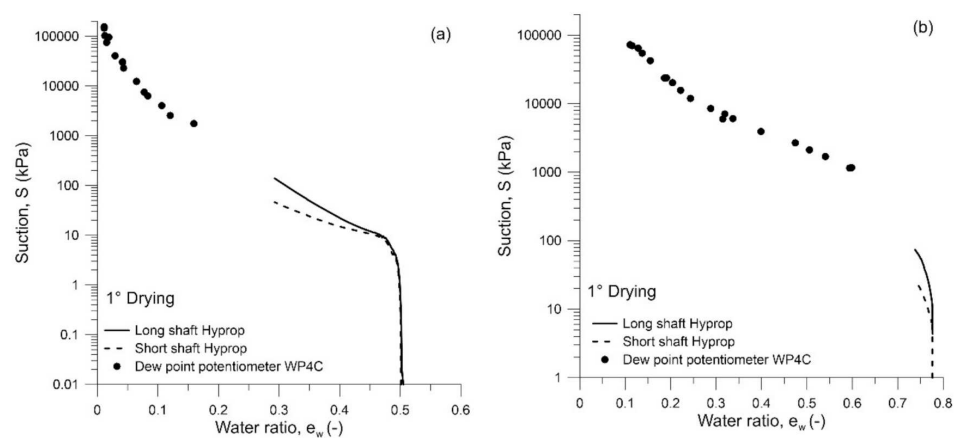 (a)
100000
10000
1000
100
10
1
0.1
0.01
Suction, S (kPa)
1° Drying
Long shaft Hyprop
Short shaft Hyprop
Dew point potentiometer WP4C
0 0.1 0.2 0.3 0.4 0.5 0.6
Water ratio, e_w (-)
(b)
100000
10000
1000
100
10
1
Suction, S (kPa)
1° Drying
Long shaft Hyprop
Short shaft Hyprop
Dew point potentiometer WP4C
0 0.1 0.2 0.3 0.4 0.5 0.6 0.7 0.8
Water ratio, e_w (-)